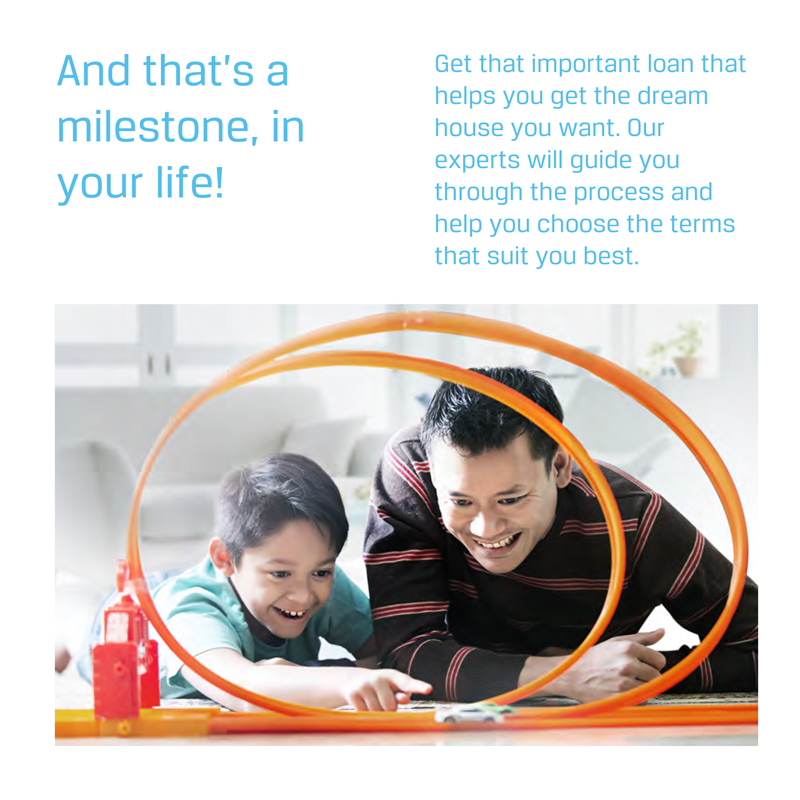 And that's a
milestone, in
your life!
Get that important loan that
helps you get the dream
house you want. Our
experts will guide you
through the process and
help you choose the terms
that suit you best.